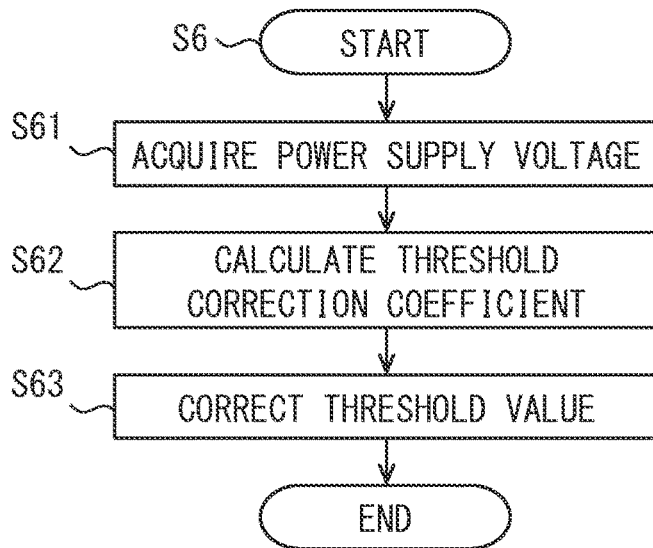 S6
START
S61
ACQUIRE POWER SUPPLY VOLTAGE
S62
CALCULATE THRESHOLD
CORRECTION COEFFICIENT
S63
CORRECT THRESHOLD VALUE
END